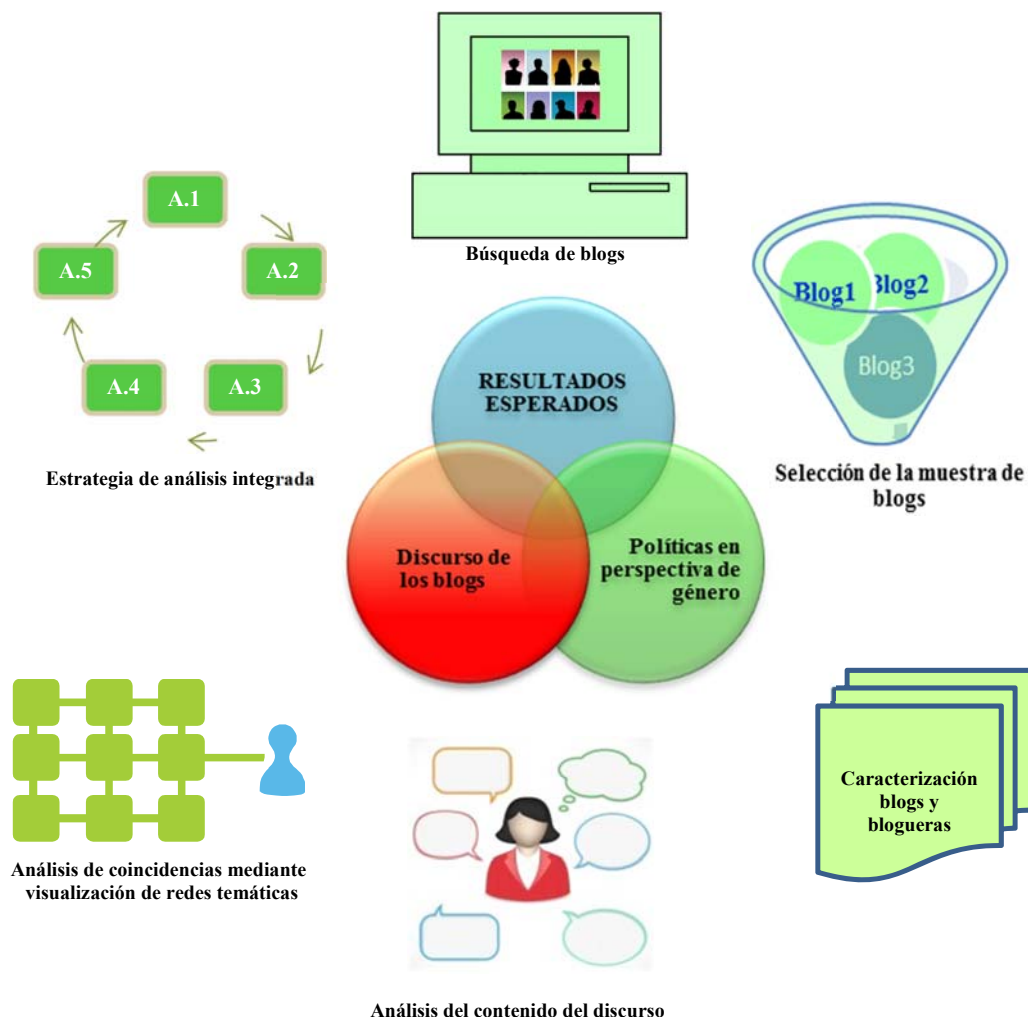 Búsqueda de blogs
A.1
A.2
A.3
A.4
A.5
Estrategia de análisis integrada
Blog1
Blog2
Blog3
Selección de la muestra de
blogs
RESULTADOS
ESPERADOS
Discurso de
los blogs
Políticas en
perspectiva de
género
Análisis de coincidencias mediante
visualización de redes temáticas
Caracterización
blogs y
blogueras
Análisis del contenido del discurso